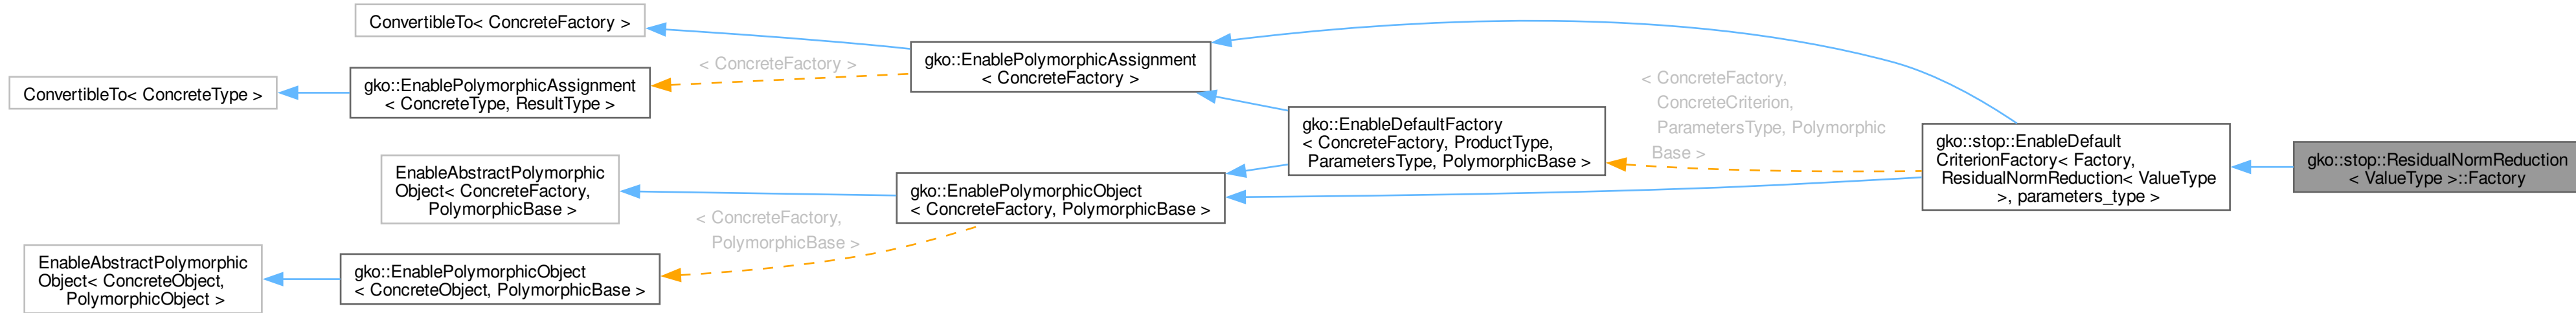 ConvertibleTo< ConcreteFactory >
ConvertibleTo< ConcreteType >
gko::EnablePolymorphicAssignment
< ConcreteType, ResultType >
< ConcreteFactory >
gko::EnablePolymorphicAssignment
< ConcreteFactory >
EnableAbstractPolymorphic
Object< ConcreteFactory,
PolymorphicBase >
EnableAbstractPolymorphic
Object< ConcreteObject,
PolymorphicObject >
gko::EnablePolymorphicObject
< ConcreteObject, PolymorphicBase >
< ConcreteFactory,
PolymorphicBase >
gko::EnablePolymorphicObject
< ConcreteFactory, PolymorphicBase >
gko::EnableDefaultFactory
< ConcreteFactory, ProductType,
ParametersType, PolymorphicBase >
< ConcreteFactory,
ConcreteCriterion,
ParametersType, Polymorphic
Base >
gko::stop::EnableDefault
CriterionFactory< Factory,
ResidualNormReduction< ValueType
>, parameters_type >
gko::stop::ResidualNormReduction
< ValueType >::Factory